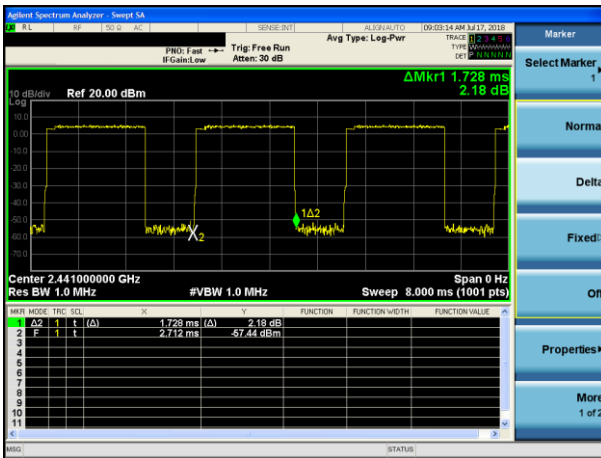 Agilent Spectrum Analyzer - Swept SA
RL RF 50 Ω AC SENSE:INT ALIGN AUTO 09:03:14 AM Jul 17, 2018
Avg Type: Log-Pwr TRACE 1 2 3 4 5 6
PNO: Fast Trig: Free Run TYPE
IFGain:Low Atten: 30 dB DET P N N N N N
Marker
Select Marker
1
Normal
Delta
Fixed
Off
Properties
More
1 of 2
ΔMkr1 1.728 ms
2.18 dB
10 dB/div Ref 20.00 dBm
Log
10.0
0.00
-10.0
-20.0
-30.0
-40.0
-50.0
-60.0
-70.0
1Δ2
X2
Center 2.441000000 GHz Span 0 Hz
Res BW 1.0 MHz #VBW 1.0 MHz Sweep 8.000 ms (1001 pts)
MKR MODE TRC SCL X Y FUNCTION FUNCTION WIDTH FUNCTION VALUE
1 Δ2 1 t (Δ) 1.728 ms (Δ) 2.18 dB
2 F 1 t 2.712 ms -57.44 dBm
3
4
5
6
7
8
9
10
11
MSG STATUS